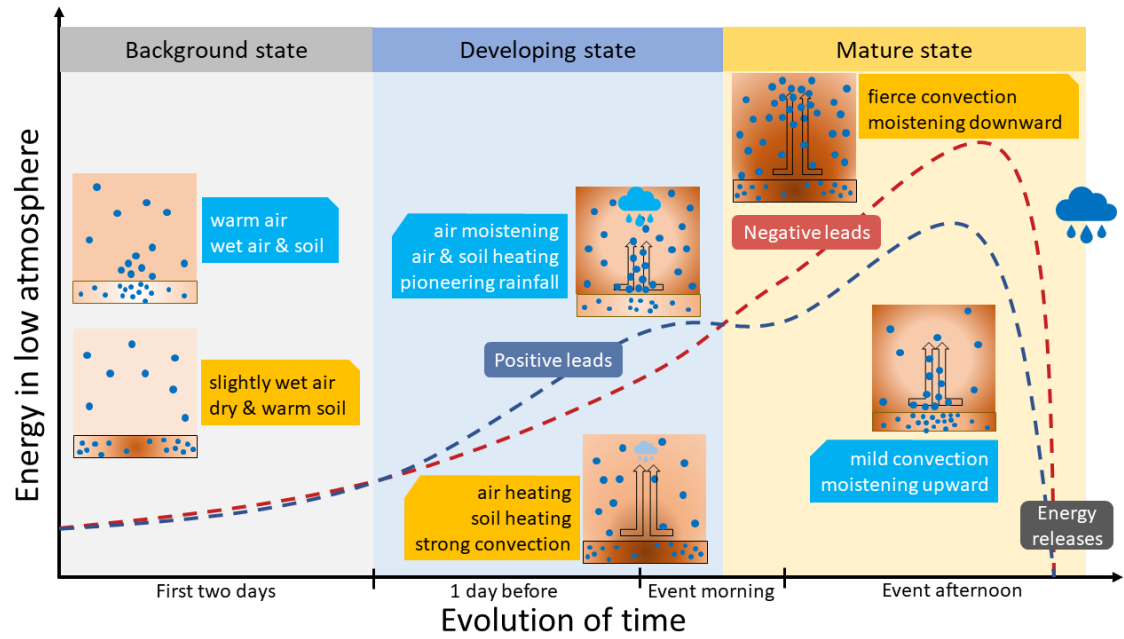 Background state
Developing state
Mature state
fierce convection
moistening downward
warm air
wet air & soil
air moistening
air & soil heating
pioneering rainfall
Negative leads
Positive leads
slightly wet air
dry & warm soil
mild convection
moistening upward
air heating
soil heating
strong convection
Energy
releases
Energy in low atmosphere
First two days
1 day before
Event morning
Event afternoon
Evolution of time